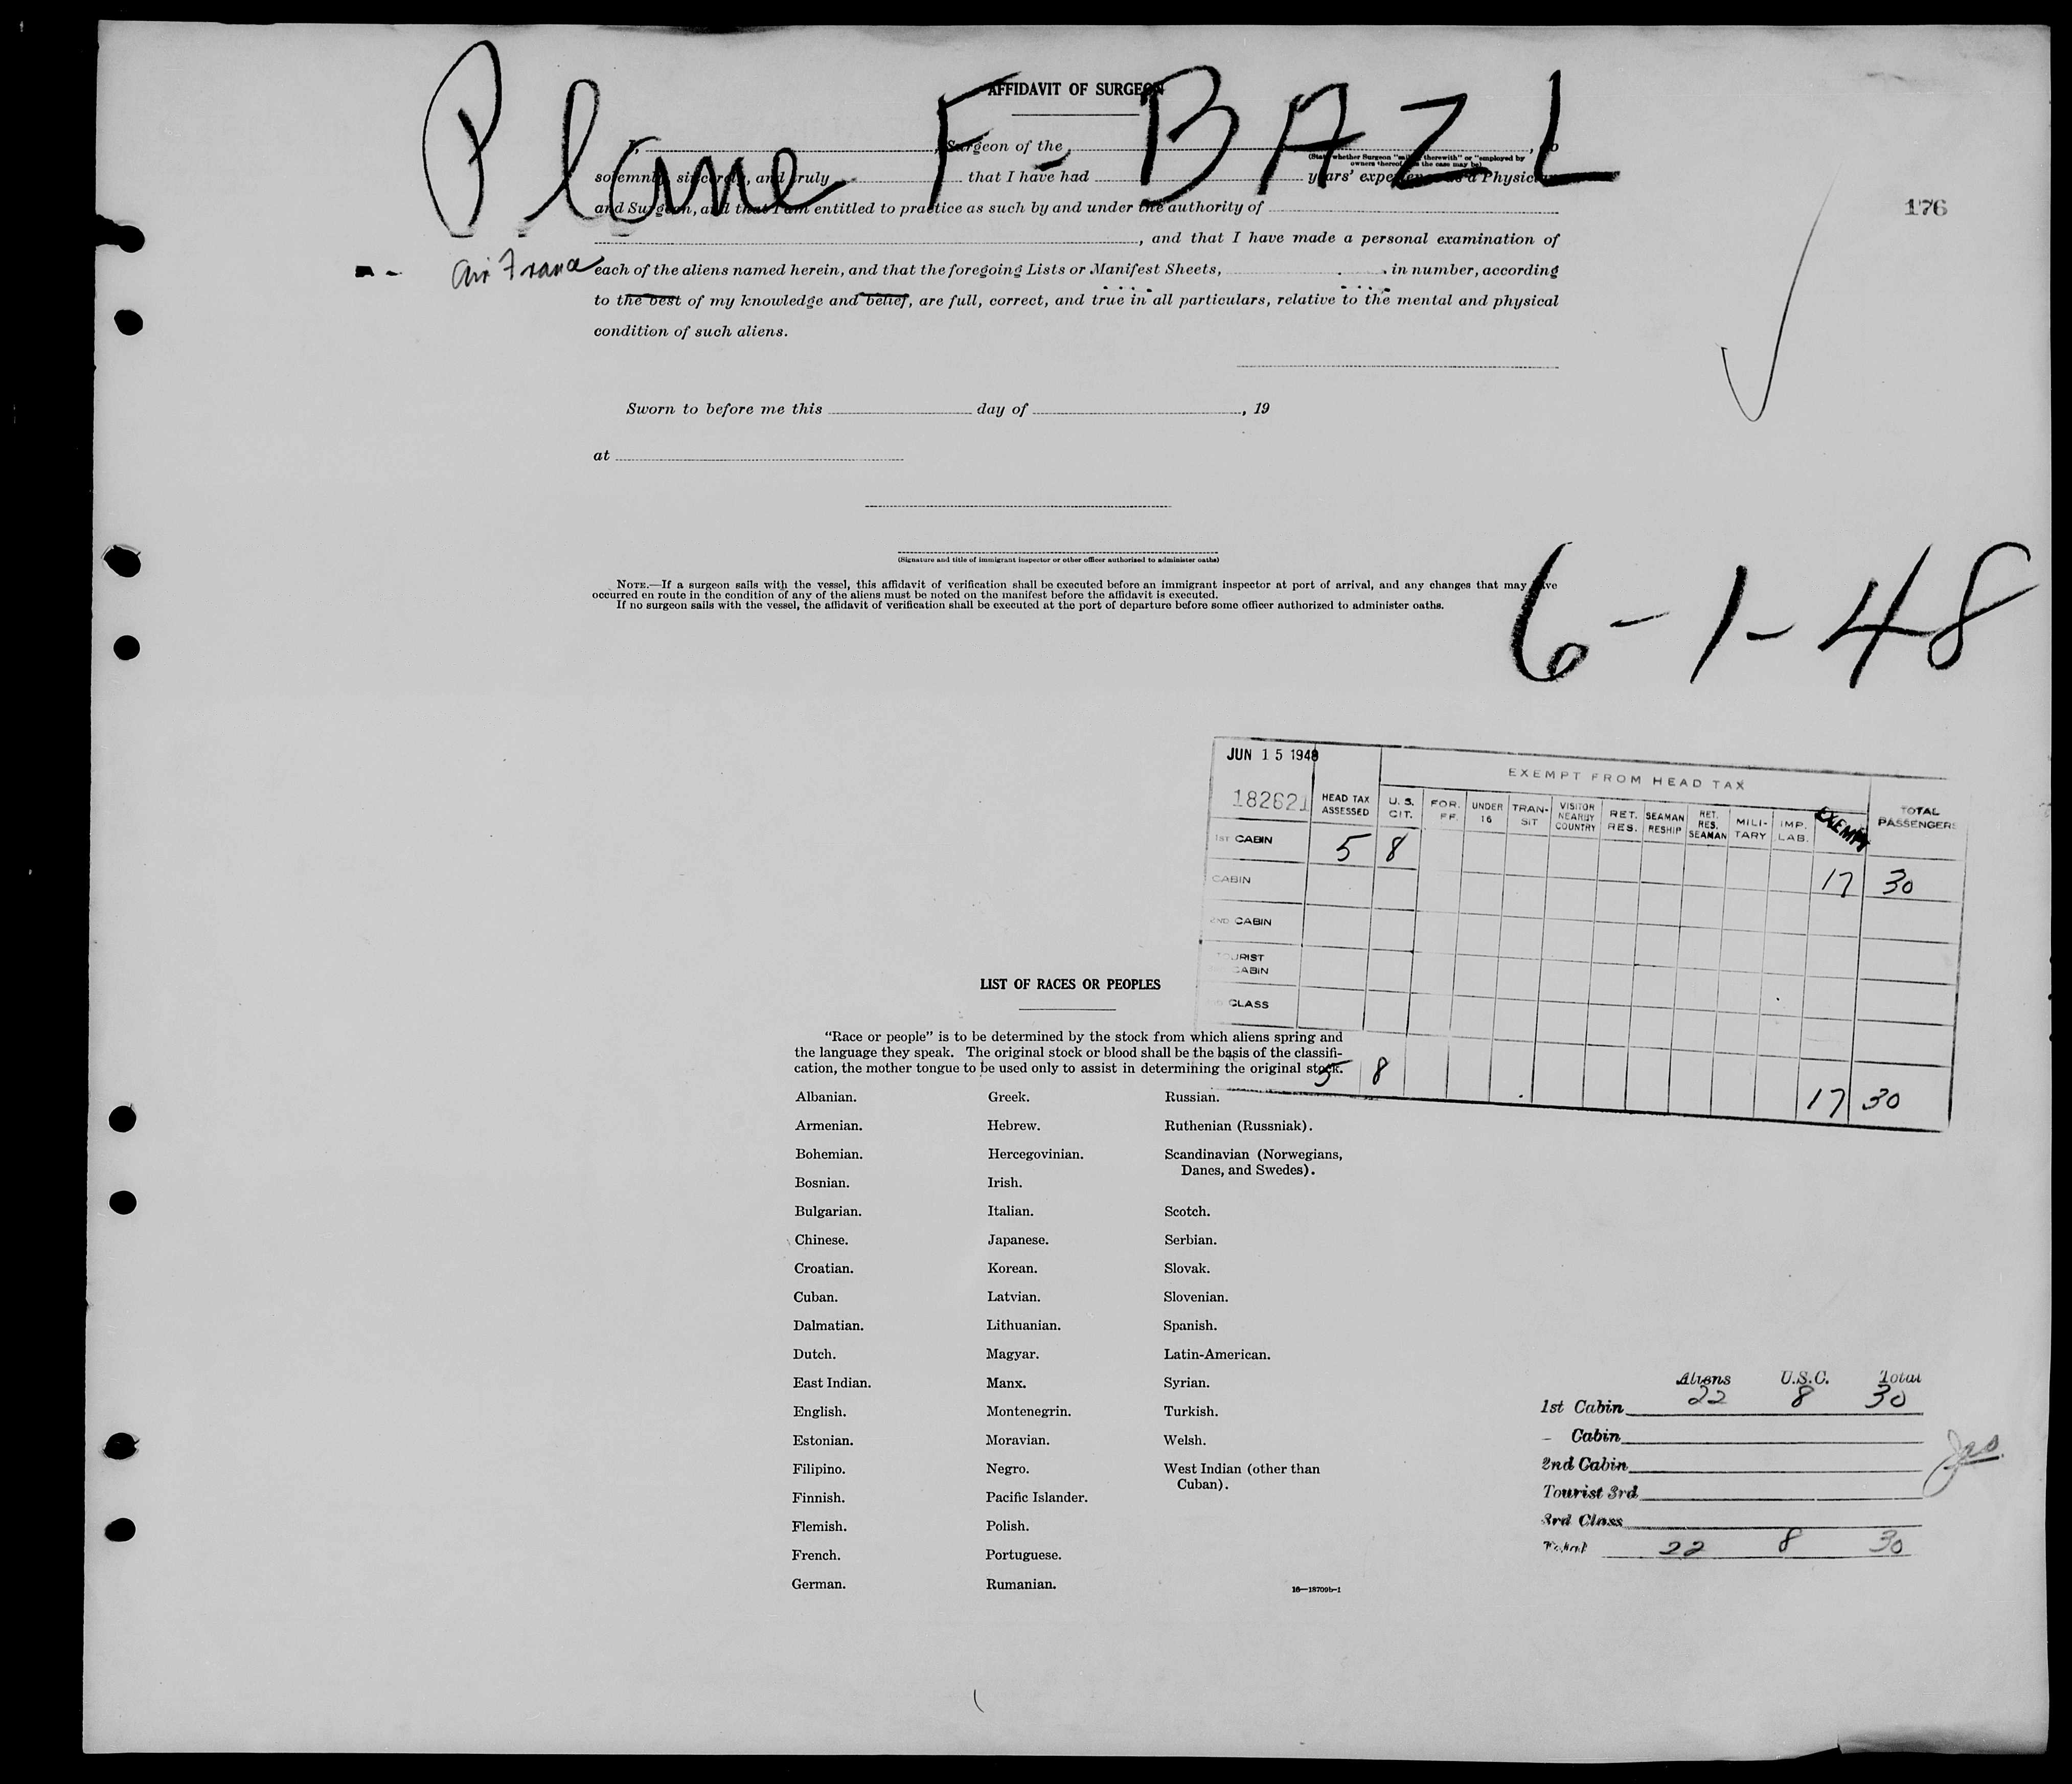 Plane F-BAZL
AFFIDAVIT OF SURGEON
I, , Surgeon of the , do
(State whether Surgeon "sailing therewith" or "employed by
owners thereof" as the case may be)
solemnly, sincerely, and truly that I have had years' experience as a Physician
and Surgeon, and that I am entitled to practice as such by and under the authority of
176
, and that I have made a personal examination of
Air France
each of the aliens named herein, and that the foregoing Lists or Manifest Sheets, in number, according
to the best of my knowledge and belief, are full, correct, and true in all particulars, relative to the mental and physical
condition of such aliens.
Sworn to before me this day of , 19
at
(Signature and title of immigrant inspector or other officer authorized to administer oaths)
NOTE.—If a surgeon sails with the vessel, this affidavit of verification shall be executed before an immigrant inspector at port of arrival, and any changes that may have
occurred en route in the condition of any of the aliens must be noted on the manifest before the affidavit is executed.
If no surgeon sails with the vessel, the affidavit of verification shall be executed at the port of departure before some officer authorized to administer oaths.
6-1-48
JUN 15 1948
EXEMPT FROM HEAD TAX
182621 HEAD TAX ASSESSED U. S. CIT. FOR. FF. UNDER 16 TRAN-SIT VISITOR NEARBY COUNTRY RET. RES. SEAMAN RESHIP RET. RES. SEAMAN MILI-TARY IMP. LAB. EXEMPT TOTAL PASSENGERS
1ST CABIN 5 8 17 30
CABIN
2ND CABIN
TOURIST
CABIN
CLASS
5 8 17 30
LIST OF RACES OR PEOPLES
"Race or people" is to be determined by the stock from which aliens spring and
the language they speak. The original stock or blood shall be the basis of the classifi-
cation, the mother tongue to be used only to assist in determining the original stock.
Albanian. Greek. Russian.
Armenian. Hebrew. Ruthenian (Russniak).
Bohemian. Hercegovinian. Scandinavian (Norwegians,
Danes, and Swedes).
Bosnian. Irish.
Bulgarian. Italian. Scotch.
Chinese. Japanese. Serbian.
Croatian. Korean. Slovak.
Cuban. Latvian. Slovenian.
Dalmatian. Lithuanian. Spanish.
Dutch. Magyar. Latin-American.
East Indian. Manx. Syrian.
English. Montenegrin. Turkish.
Estonian. Moravian. Welsh.
Filipino. Negro. West Indian (other than
Cuban).
Finnish. Pacific Islander.
Flemish. Polish.
French. Portuguese.
German. Rumanian.
16—18709b-1
Aliens U.S.C. Total
1st Cabin 22 8 30
Cabin
2nd Cabin
Tourist 3rd
3rd Class
Total 22 8 30